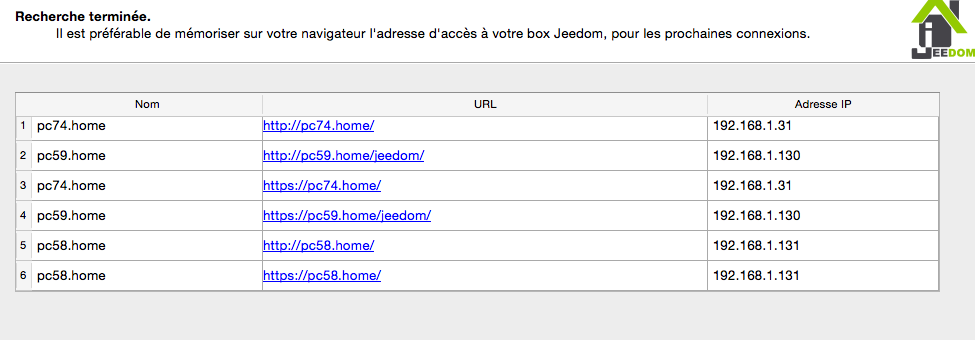 Recherche terminée.
Il est préférable de mémoriser sur votre navigateur l'adresse d'accès à votre box Jeedom, pour les prochaines connexions.
JEEDOM
Nom URL Adresse IP
1 pc74.home http://pc74.home/ 192.168.1.31
2 pc59.home http://pc59.home/jeedom/ 192.168.1.130
3 pc74.home https://pc74.home/ 192.168.1.31
4 pc59.home https://pc59.home/jeedom/ 192.168.1.130
5 pc58.home http://pc58.home/ 192.168.1.131
6 pc58.home https://pc58.home/ 192.168.1.131